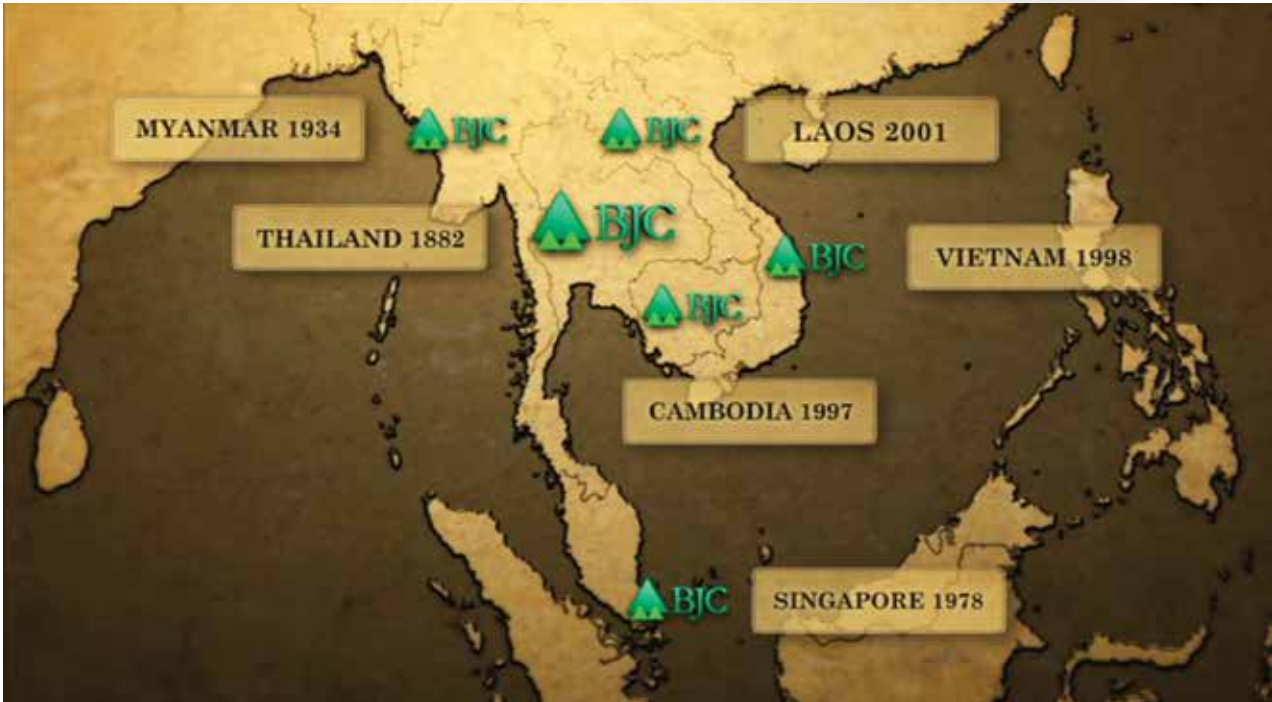 MYANMAR 1934
BJC
BJC
LAOS 2001
THAILAND 1882
BJC
BJC
VIETNAM 1998
BJC
CAMBODIA 1997
BJC
SINGAPORE 1978